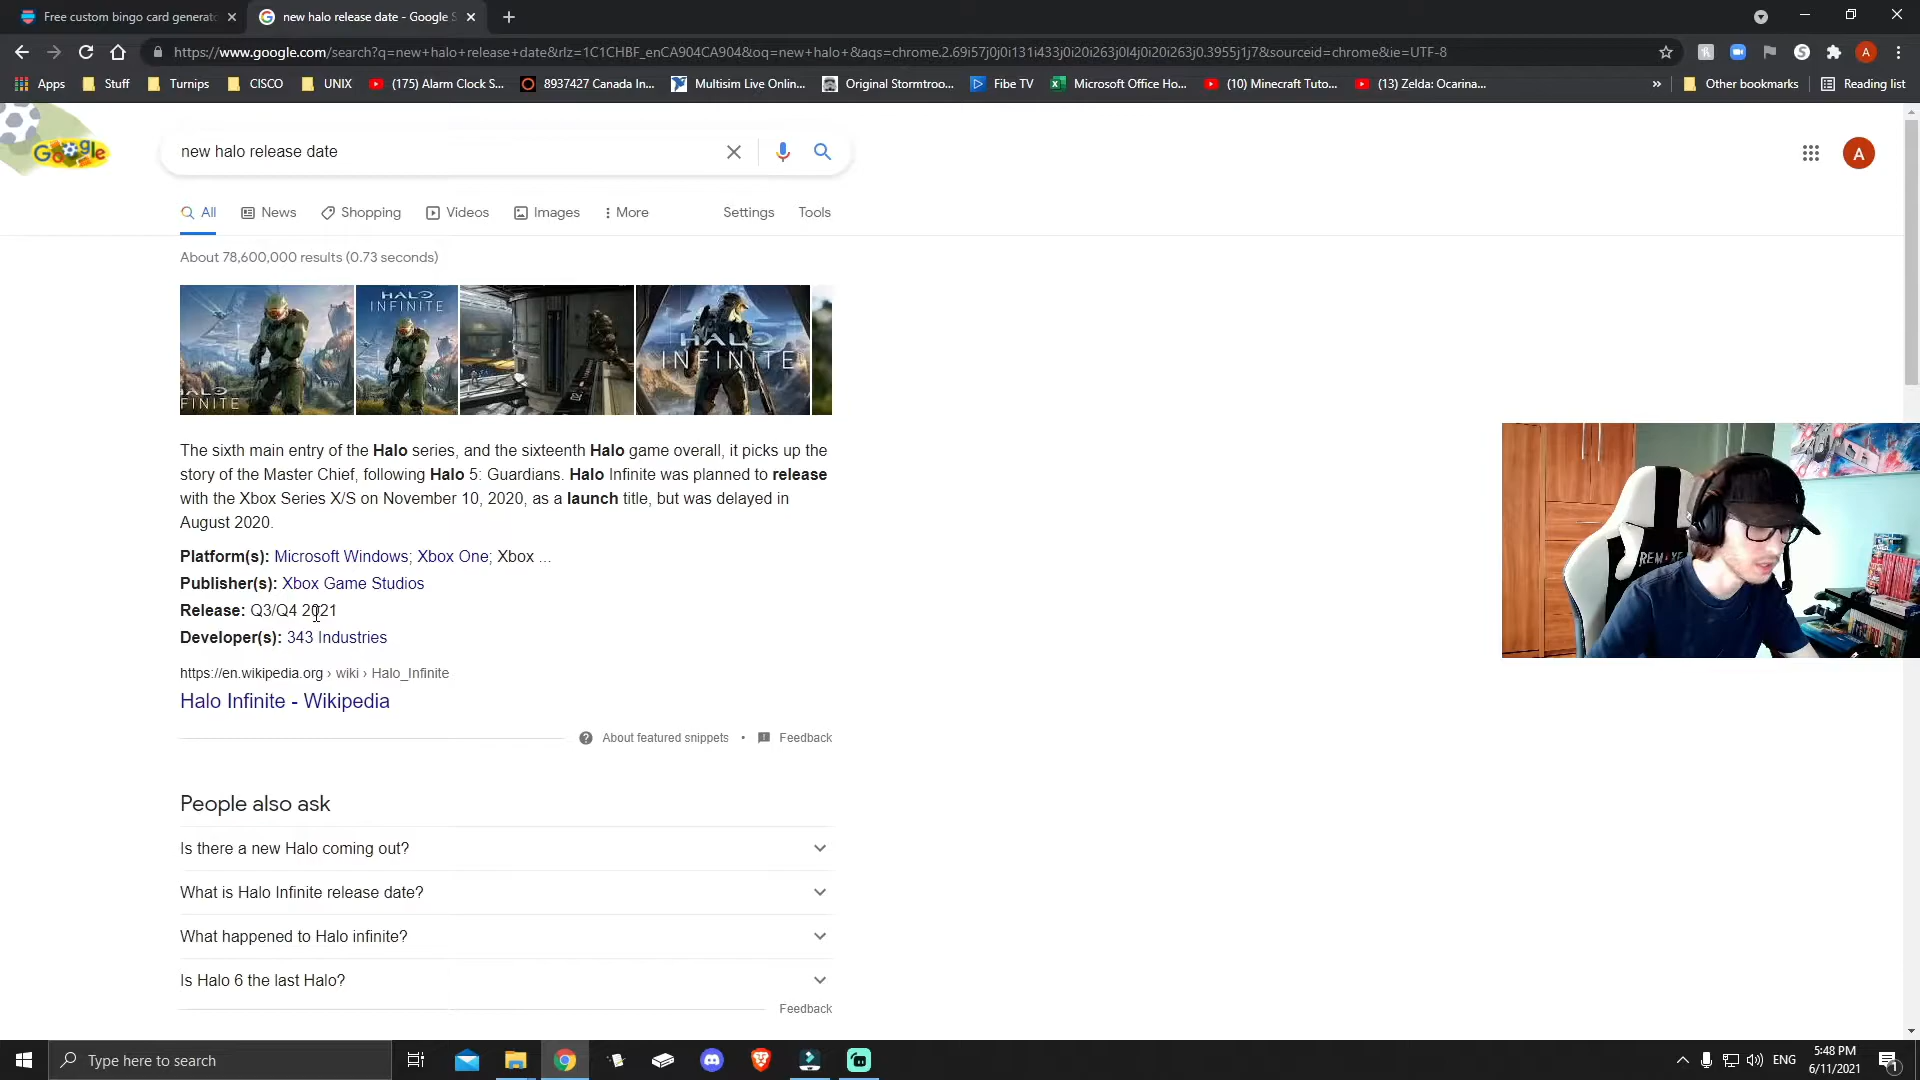 Free custom bingo card generato
new halo release date - Google S
https://www.google.com/search?q=new+halo+release+date&rlz=1C1CHBF_enCA904CA904&oq=new+halo+&aqs=chrome.2.69i57j0j0i131i433j0i20i263j0l4j0i20i263j0.3955j1j7&sourceid=chrome&ie=UTF-8
A
Apps
Stuff
Turnips
CISCO
UNIX
(175) Alarm Clock S...
8937427 Canada In...
Multisim Live Onlin...
Original Stormtroo...
Fibe TV
Microsoft Office Ho...
(10) Minecraft Tuto...
(13) Zelda: Ocarina...
»
Other bookmarks
Reading list
Google
new halo release date
A
All
News
Shopping
Videos
Images
More
Settings
Tools
About 78,600,000 results (0.73 seconds)
HALO
INFINITE
HALO
INFINITE
The sixth main entry of the Halo series, and the sixteenth Halo game overall, it picks up the
story of the Master Chief, following Halo 5: Guardians. Halo Infinite was planned to release
with the Xbox Series X/S on November 10, 2020, as a launch title, but was delayed in
August 2020.
Platform(s): Microsoft Windows; Xbox One; Xbox ...
Publisher(s): Xbox Game Studios
Release: Q3/Q4 2021
Developer(s): 343 Industries
https://en.wikipedia.org › wiki › Halo_Infinite
Halo Infinite - Wikipedia
About featured snippets • Feedback
People also ask
Is there a new Halo coming out?
What is Halo Infinite release date?
What happened to Halo infinite?
Is Halo 6 the last Halo?
Feedback
Type here to search
ENG
5:48 PM
6/11/2021
1